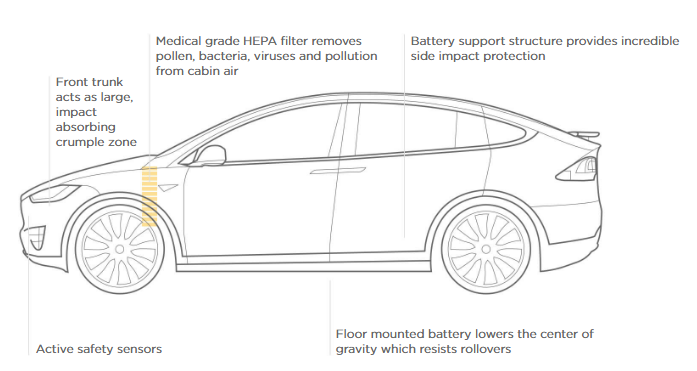 Medical grade HEPA filter removes
pollen, bacteria, viruses and pollution
from cabin air
Battery support structure provides incredible
side impact protection
Front trunk
acts as large,
impact
absorbing
crumple zone
Active safety sensors
Floor mounted battery lowers the center of
gravity which resists rollovers